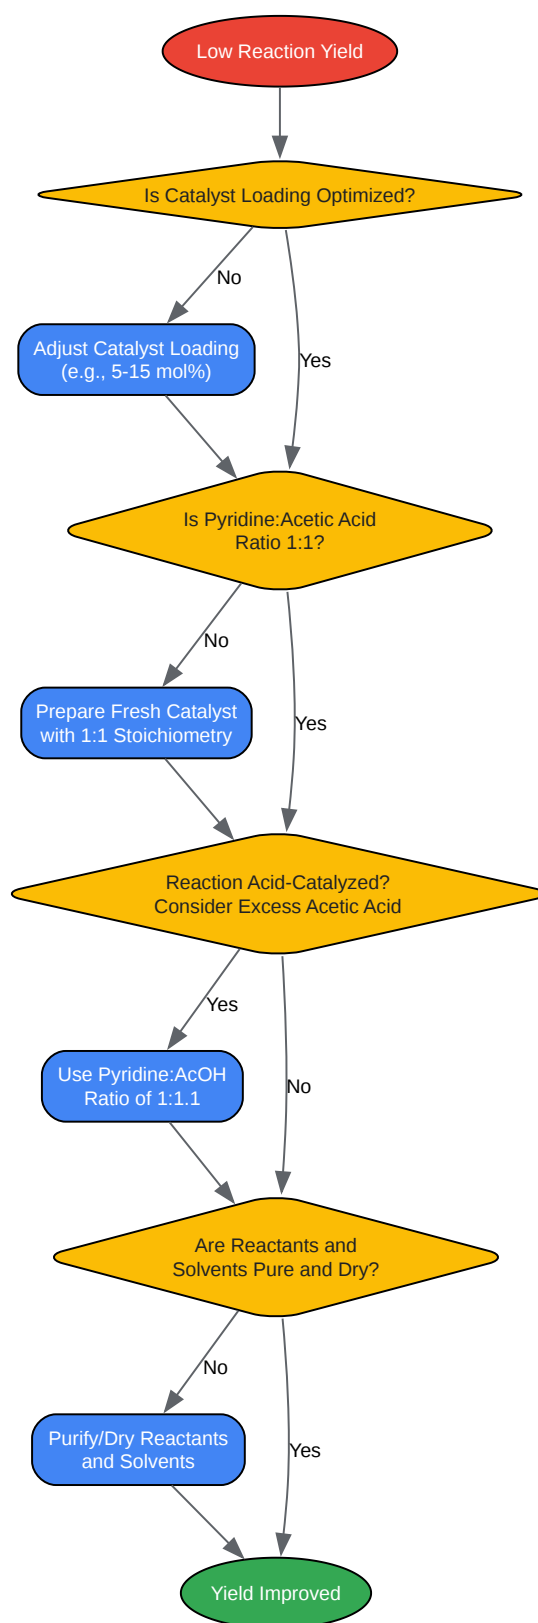 Low Reaction Yield
Is Catalyst Loading Optimized?
No
Adjust Catalyst Loading
(e.g., 5-15 mol%)
Yes
Is Pyridine:Acetic Acid
Ratio 1:1?
No
Prepare Fresh Catalyst
with 1:1 Stoichiometry
Yes
Reaction Acid-Catalyzed?
Consider Excess Acetic Acid
Yes
Use Pyridine:AcOH
Ratio of 1:1.1
No
Are Reactants and
Solvents Pure and Dry?
No
Purify/Dry Reactants
and Solvents
Yes
Yield Improved